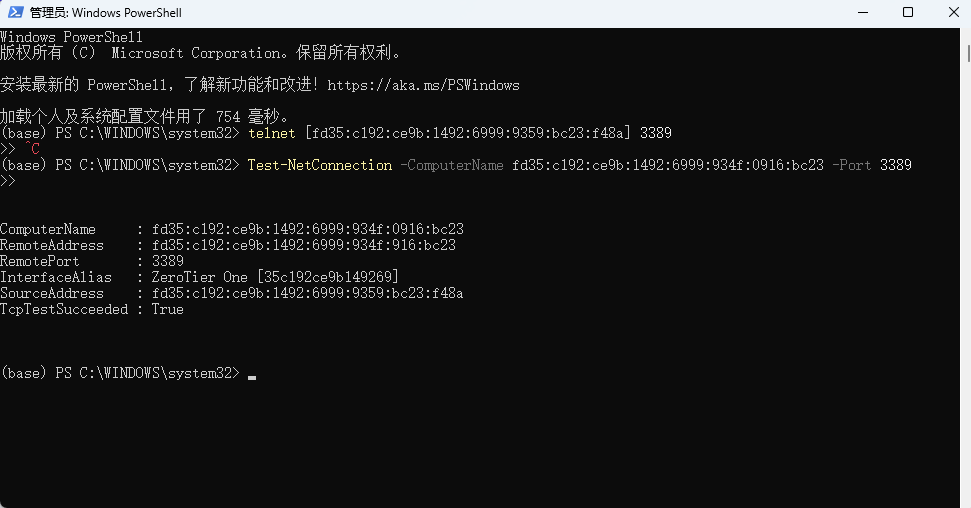 管理员: Windows PowerShell
Windows PowerShell
版权所有 (C) Microsoft Corporation。保留所有权利。
安装最新的 PowerShell，了解新功能和改进！https://aka.ms/PSWindows
加载个人及系统配置文件用了 754 毫秒。
(base) PS C:\WINDOWS\system32> telnet [fd35:c192:ce9b:1492:6999:9359:bc23:f48a] 3389
>> ^C
(base) PS C:\WINDOWS\system32> Test-NetConnection -ComputerName fd35:c192:ce9b:1492:6999:934f:0916:bc23 -Port 3389
>>
ComputerName     : fd35:c192:ce9b:1492:6999:934f:0916:bc23
RemoteAddress    : fd35:c192:ce9b:1492:6999:934f:916:bc23
RemotePort       : 3389
InterfaceAlias   : ZeroTier One [35c192ce9b149269]
SourceAddress    : fd35:c192:ce9b:1492:6999:9359:bc23:f48a
TcpTestSucceeded : True
(base) PS C:\WINDOWS\system32>